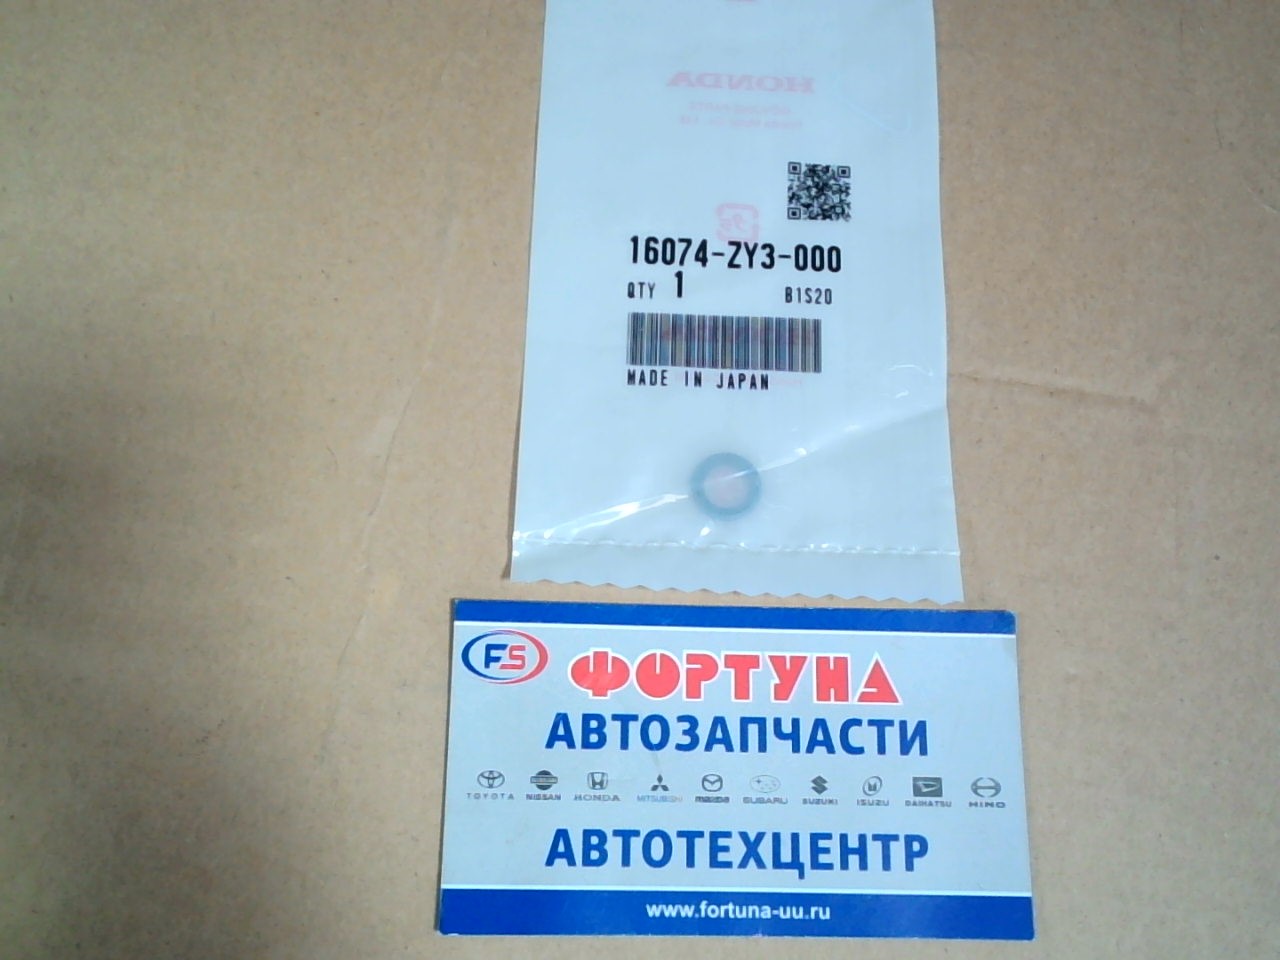 HONDA
16074-ZY3-000
QTY 1 B1S20
MADE IN JAPAN
FS ФОРТУНА
АВТОЗАПЧАСТИ
TOYOTA NISSAN HONDA MITSUBISHI mazda SUBARU SUZUKI ISUZU DAIHATSU HINO
АВТОТЕХЦЕНТР
www.fortuna-uu.ru